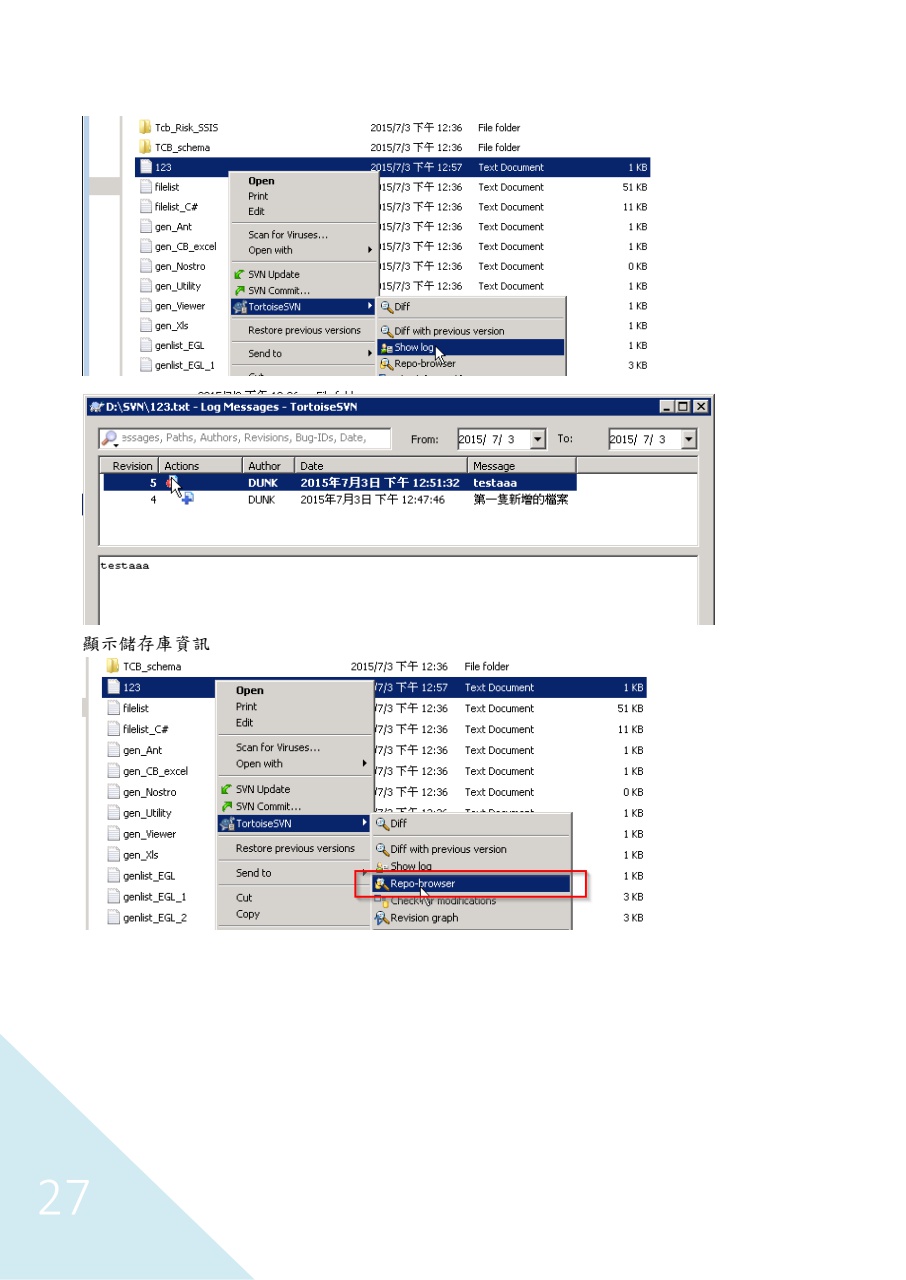 Tcb_Risk_SSIS 2015/7/3 下午 12:36 File folder
TCB_schema 2015/7/3 下午 12:36 File folder
123 2015/7/3 下午 12:57 Text Document 1 KB
filelist 015/7/3 下午 12:36 Text Document 51 KB
filelist_C# 015/7/3 下午 12:36 Text Document 11 KB
gen_Ant 015/7/3 下午 12:36 Text Document 1 KB
gen_CB_excel 015/7/3 下午 12:36 Text Document 1 KB
gen_Nostro 015/7/3 下午 12:36 Text Document 0 KB
gen_Utility 015/7/3 下午 12:36 Text Document 1 KB
gen_Viewer 1 KB
gen_Xls 1 KB
genlist_EGL 1 KB
genlist_EGL_1 3 KB
Open
Print
Edit
Scan for Viruses...
Open with
SVN Update
SVN Commit...
TortoiseSVN
Restore previous versions
Send to
Diff
Diff with previous version
Show log
Repo-browser
D:\SVN\123.txt - Log Messages - TortoiseSVN
essages, Paths, Authors, Revisions, Bug-IDs, Date, From: 2015/ 7/ 3 To: 2015/ 7/ 3
Revision Actions Author Date Message
5 DUNK 2015年7月3日 下午 12:51:32 testaaa
4 DUNK 2015年7月3日 下午 12:47:46 第一隻新增的檔案
testaaa
顯示儲存庫資訊
TCB_schema 2015/7/3 下午 12:36 File folder
123 /7/3 下午 12:57 Text Document 1 KB
filelist /7/3 下午 12:36 Text Document 51 KB
filelist_C# /7/3 下午 12:36 Text Document 11 KB
gen_Ant /7/3 下午 12:36 Text Document 1 KB
gen_CB_excel /7/3 下午 12:36 Text Document 1 KB
gen_Nostro /7/3 下午 12:36 Text Document 0 KB
gen_Utility 1 KB
gen_Viewer 1 KB
gen_Xls 1 KB
genlist_EGL 1 KB
genlist_EGL_1 3 KB
genlist_EGL_2 3 KB
Open
Print
Edit
Scan for Viruses...
Open with
SVN Update
SVN Commit...
TortoiseSVN
Restore previous versions
Send to
Cut
Copy
Diff
Diff with previous version
Show log
Repo-browser
Check for modifications
Revision graph
27